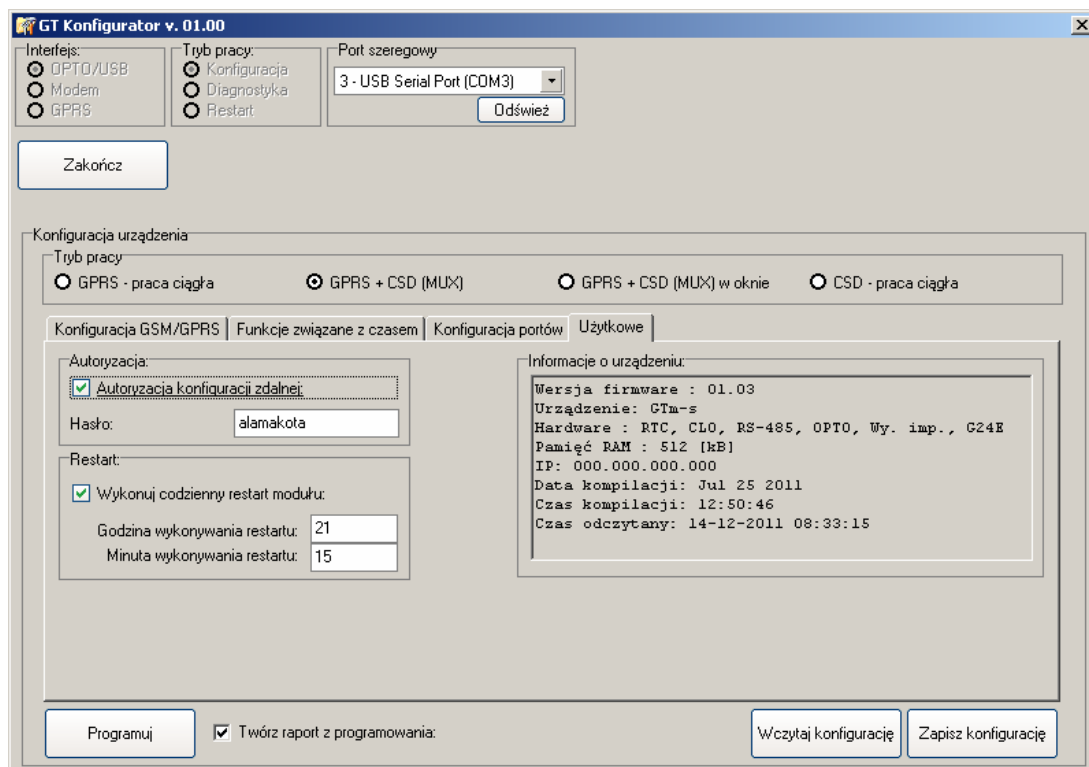 GT Konfigurator v. 01.00
Interfejs:
OPTO/USB
Modem
GPRS
Tryb pracy:
Konfiguracja
Diagnostyka
Restart
Port szeregowy
3 - USB Serial Port (COM3)
Odśwież
Zakończ
Konfiguracja urządzenia
Tryb pracy
GPRS - praca ciągła
GPRS + CSD (MUX)
GPRS + CSD (MUX) w oknie
CSD - praca ciągła
Konfiguracja GSM/GPRS
Funkcje związane z czasem
Konfiguracja portów
Użytkowe
Autoryzacja:
Autoryzacja konfiguracji zdalnej:
Hasło: alamakota
Restart:
Wykonuj codzienny restart modułu:
Godzina wykonywania restartu: 21
Minuta wykonywania restartu: 15
Informacje o urządzeniu:
Wersja firmware : 01.03
Urządzenie: GTm-s
Hardware : RTC, CLO, RS-485, OPTO, Wy. imp., G24E
Pamięć RAM : 512 [kB]
IP: 000.000.000.000
Data kompilacji: Jul 25 2011
Czas kompilacji: 12:50:46
Czas odczytany: 14-12-2011 08:33:15
Programuj
Twórz raport z programowania:
Wczytaj konfigurację
Zapisz konfigurację